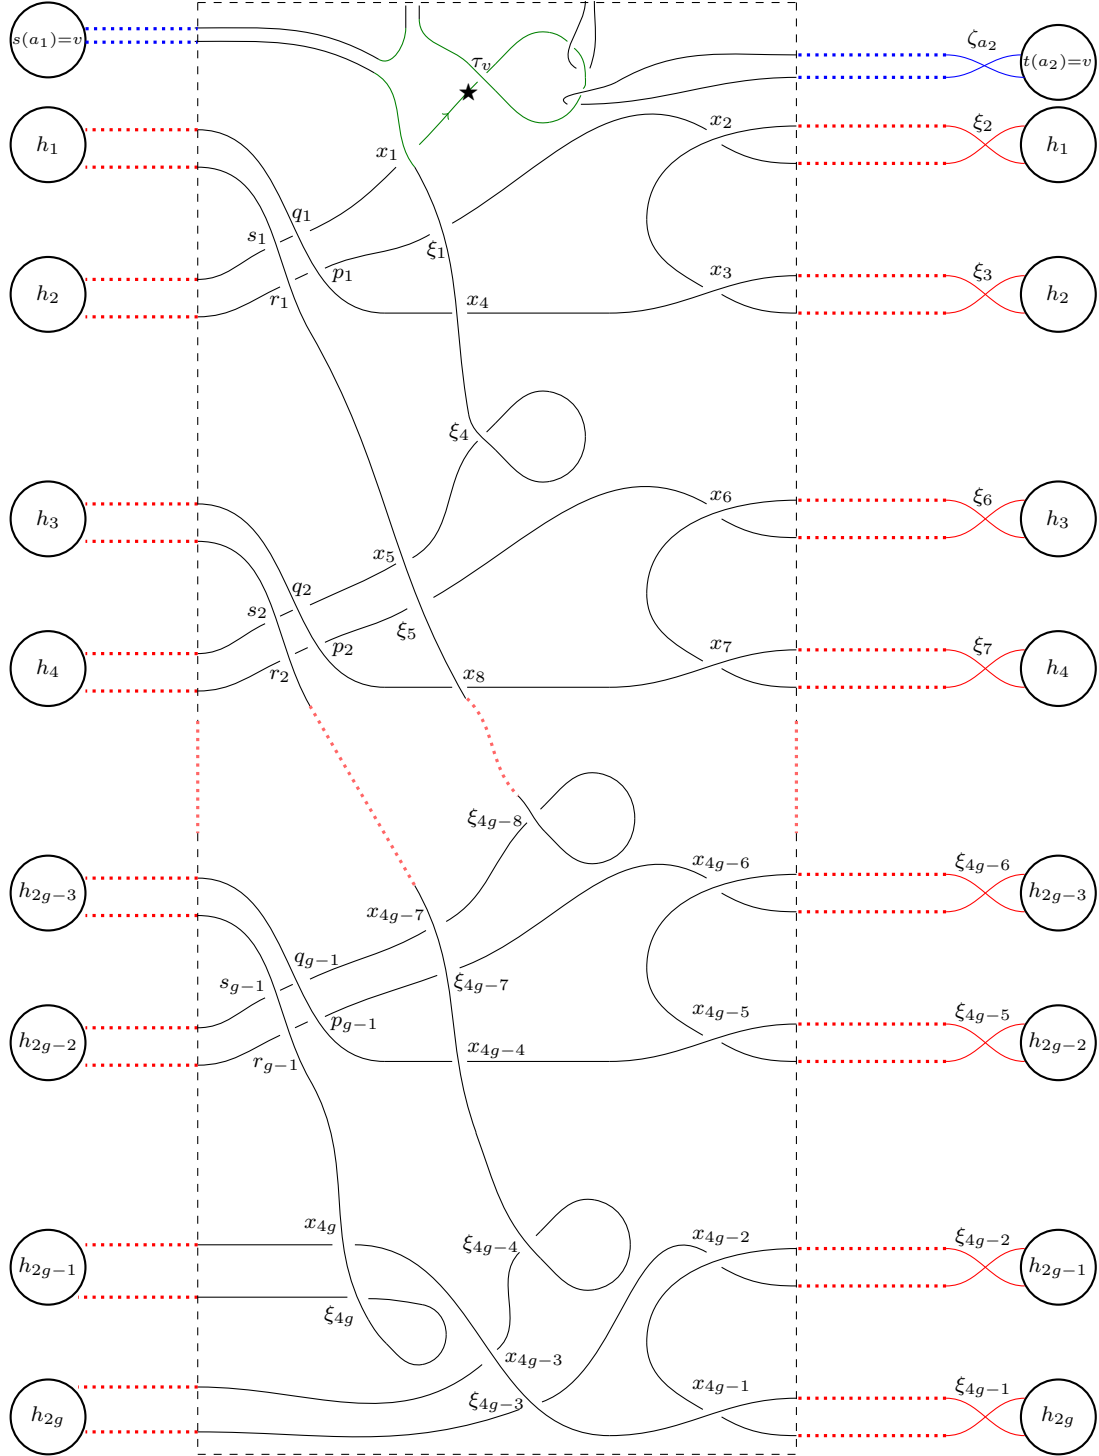 s(a₁)=v
ζ_{a₂}
t(a₂)=v
τ_v
★
h₁
x₁
x₂
ξ₂
h₁
q₁
s₁
ξ₁
h₂
r₁
p₁
x₄
x₃
ξ₃
h₂
ξ₄
h₃
x₅
x₆
ξ₆
h₃
q₂
s₂
ξ₅
h₄
r₂
p₂
x₈
x₇
ξ₇
h₄
ξ_{4g−8}
h_{2g−3}
x_{4g−7}
x_{4g−6}
ξ_{4g−6}
h_{2g−3}
q_{g−1}
s_{g−1}
ξ_{4g−7}
h_{2g−2}
r_{g−1}
p_{g−1}
x_{4g−4}
x_{4g−5}
ξ_{4g−5}
h_{2g−2}
x_{4g}
ξ_{4g−4}
x_{4g−2}
ξ_{4g−2}
h_{2g−1}
h_{2g−1}
ξ_{4g}
x_{4g−3}
ξ_{4g−3}
x_{4g−1}
ξ_{4g−1}
h_{2g}
h_{2g}